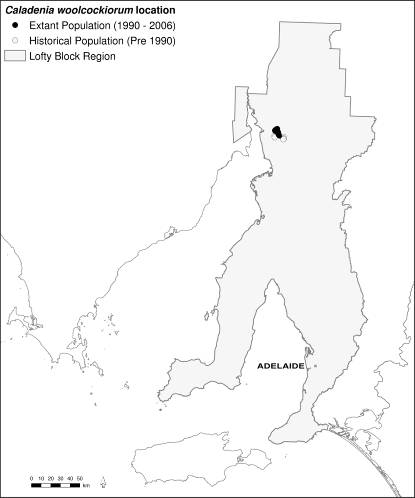 Caladenia woolcockiorum location
Extant Population (1990 - 2006)
Historical Population (Pre 1990)
Lofty Block Region
ADELAIDE
0 10 20 30 40 50
km